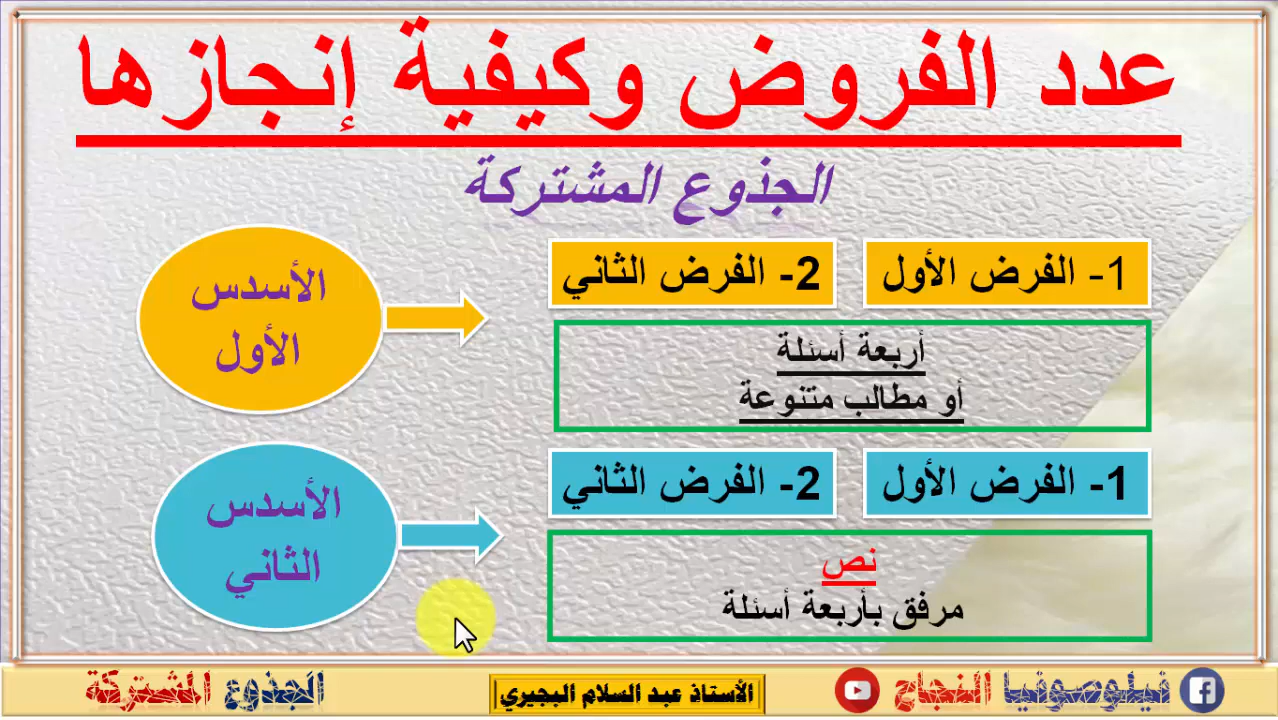 عدد الفروض وكيفية إنجازها
الجذوع المشتركة
الأسدس
الأول
1- الفرض الأول
2- الفرض الثاني
أربعة أسئلة
أو مطالب متنوعة
الأسدس
الثاني
1- الفرض الأول
2- الفرض الثاني
نص
مرفق بأربعة أسئلة
فيلوصوفيا النجاح
الأستاذ عبد السلام البجيري
الجذوع المشتركة